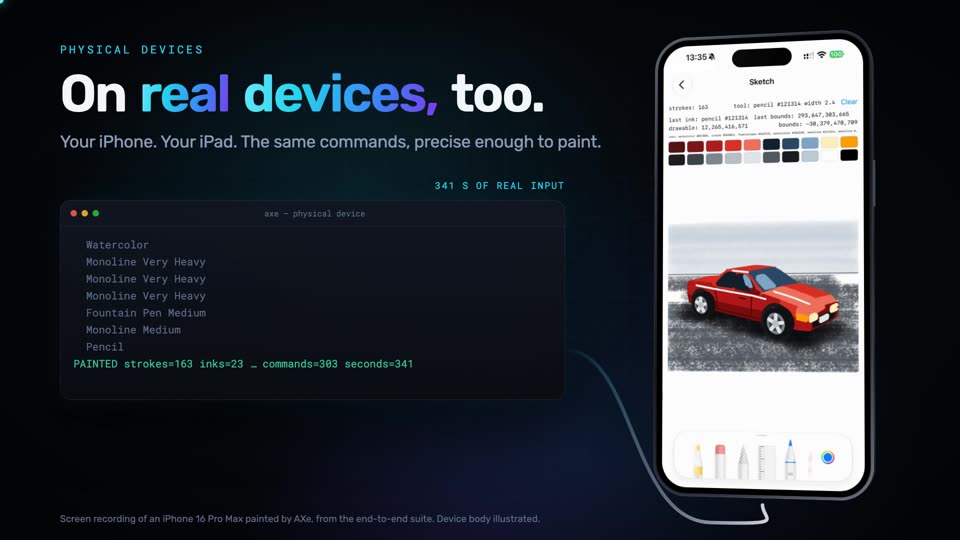 PHYSICAL DEVICES
On real devices, too.
Your iPhone. Your iPad. The same commands, precise enough to paint.
341 S OF REAL INPUT
axe — physical device
Watercolor
Monoline Very Heavy
Monoline Very Heavy
Monoline Very Heavy
Fountain Pen Medium
Monoline Medium
Pencil
PAINTED strokes=163 inks=23 … commands=303 seconds=341
13:35
100
Sketch
strokes: 163 tool: pencil #121314 width 2.4 Clear
last ink: pencil #121314 last bounds: 293,647,303,665
drawable: 12,265,416,571 bounds: -30,379,470,709
Screen recording of an iPhone 16 Pro Max painted by AXe, from the end-to-end suite. Device body illustrated.